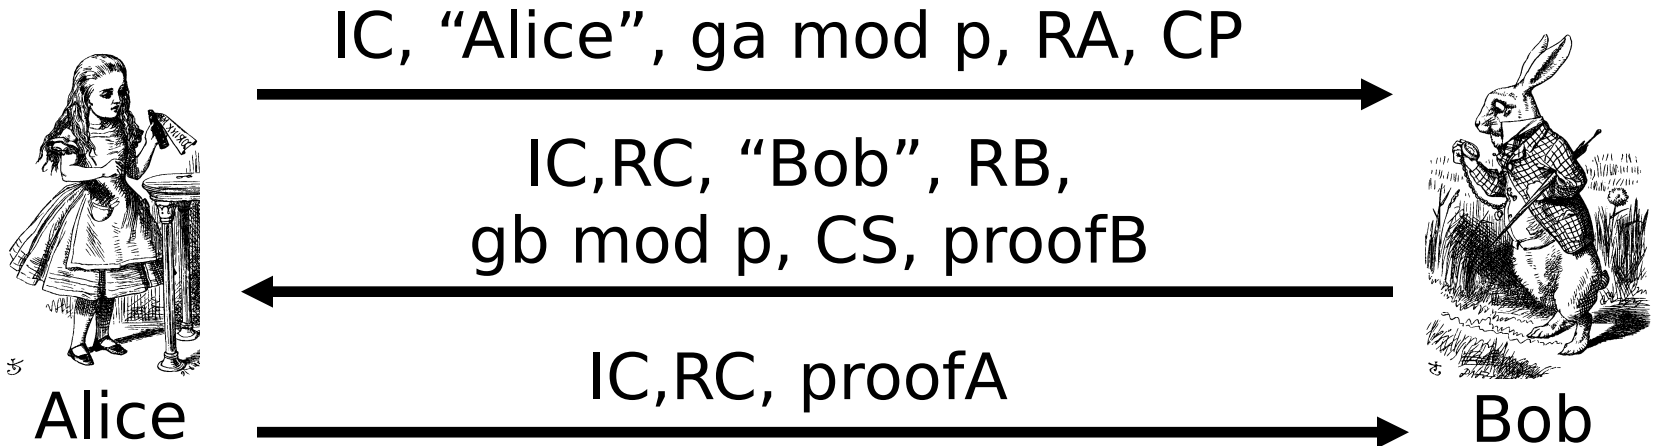 IC, “Alice”, ga mod p, RA, CP
IC,RC, “Bob”, RB,
gb mod p, CS, proofB
IC,RC, proofA
Alice
Bob